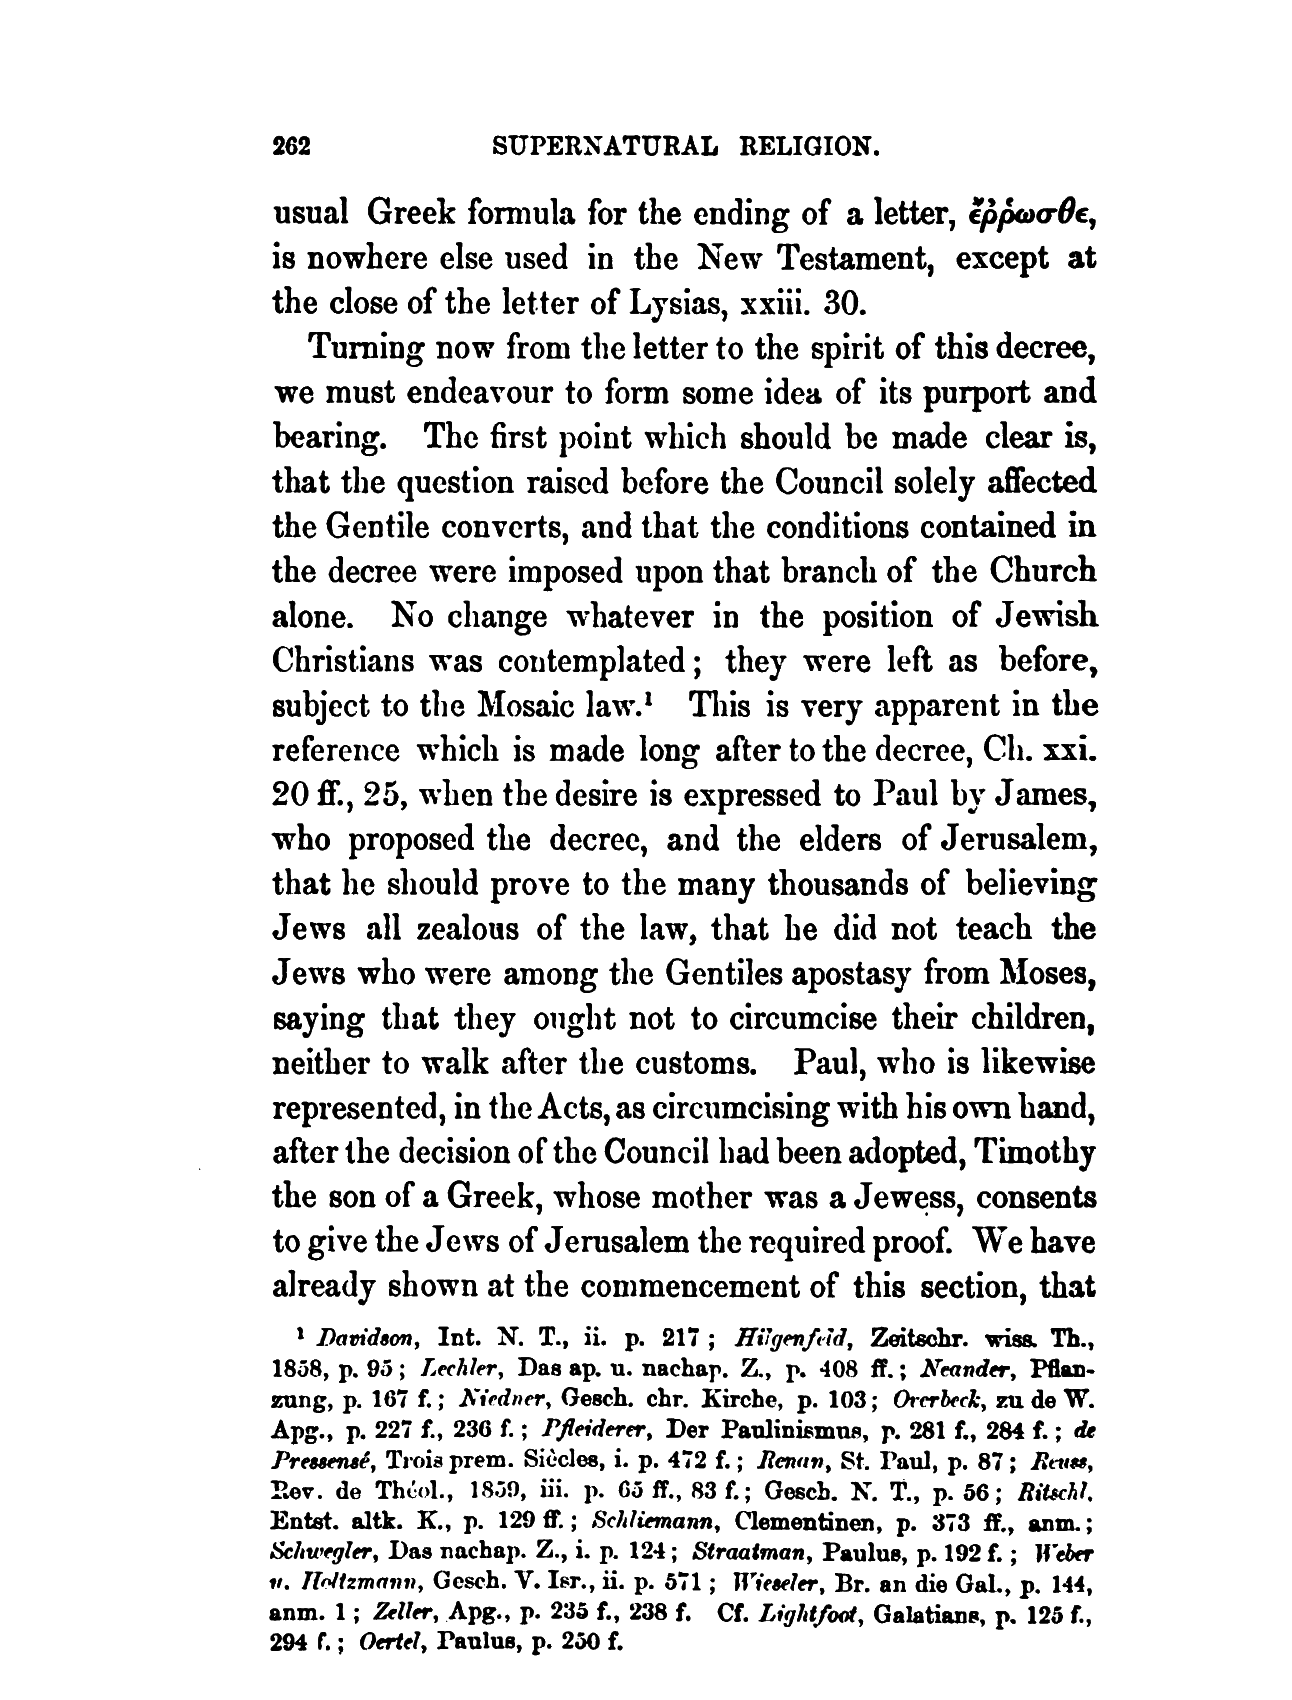 262 SUPERNATURAL RELIGION.
usual Greek formula for the ending of a letter, ἔῤῥωσθε,
is nowhere else used in the New Testament, except at
the close of the letter of Lysias, xxiii. 30.
Turning now from the letter to the spirit of this decree,
we must endeavour to form some idea of its purport and
bearing. The first point which should be made clear is,
that the question raised before the Council solely affected
the Gentile converts, and that the conditions contained in
the decree were imposed upon that branch of the Church
alone. No change whatever in the position of Jewish
Christians was contemplated ; they were left as before,
subject to the Mosaic law.¹ This is very apparent in the
reference which is made long after to the decree, Ch. xxi.
20 ff., 25, when the desire is expressed to Paul by James,
who proposed the decree, and the elders of Jerusalem,
that he should prove to the many thousands of believing
Jews all zealous of the law, that he did not teach the
Jews who were among the Gentiles apostasy from Moses,
saying that they ought not to circumcise their children,
neither to walk after the customs. Paul, who is likewise
represented, in the Acts, as circumcising with his own hand,
after the decision of the Council had been adopted, Timothy
the son of a Greek, whose mother was a Jewess, consents
to give the Jews of Jerusalem the required proof. We have
already shown at the commencement of this section, that
¹ Davidson, Int. N. T., ii. p. 217 ; Hilgenfeld, Zeitschr. wiss. Th.,
1858, p. 95 ; Lechler, Das ap. u. nachap. Z., p. 408 ff. ; Neander, Pflan-
zung, p. 167 f. ; Niedner, Gesch. chr. Kirche, p. 103 ; Overbeck, zu de W.
Apg., p. 227 f., 236 f. ; Pfleiderer, Der Paulinismus, p. 281 f., 284 f. ; de
Pressensé, Trois prem. Siècles, i. p. 472 f. ; Renan, St. Paul, p. 87 ; Reuss,
Rev. de Théol., 1859, iii. p. 65 ff., 83 f. ; Gesch. N. T., p. 56 ; Ritschl,
Entst. altk. K., p. 129 ff. ; Schliemann, Clementinen, p. 373 ff., anm. ;
Schwegler, Das nachap. Z., i. p. 124 ; Straatman, Paulus, p. 192 f. ; Weber
u. Holtzmann, Gesch. V. Isr., ii. p. 571 ; Wieseler, Br. an die Gal., p. 144,
anm. 1 ; Zeller, Apg., p. 235 f., 238 f. Cf. Lightfoot, Galatians, p. 125 f.,
294 f. ; Oertel, Paulus, p. 250 f.